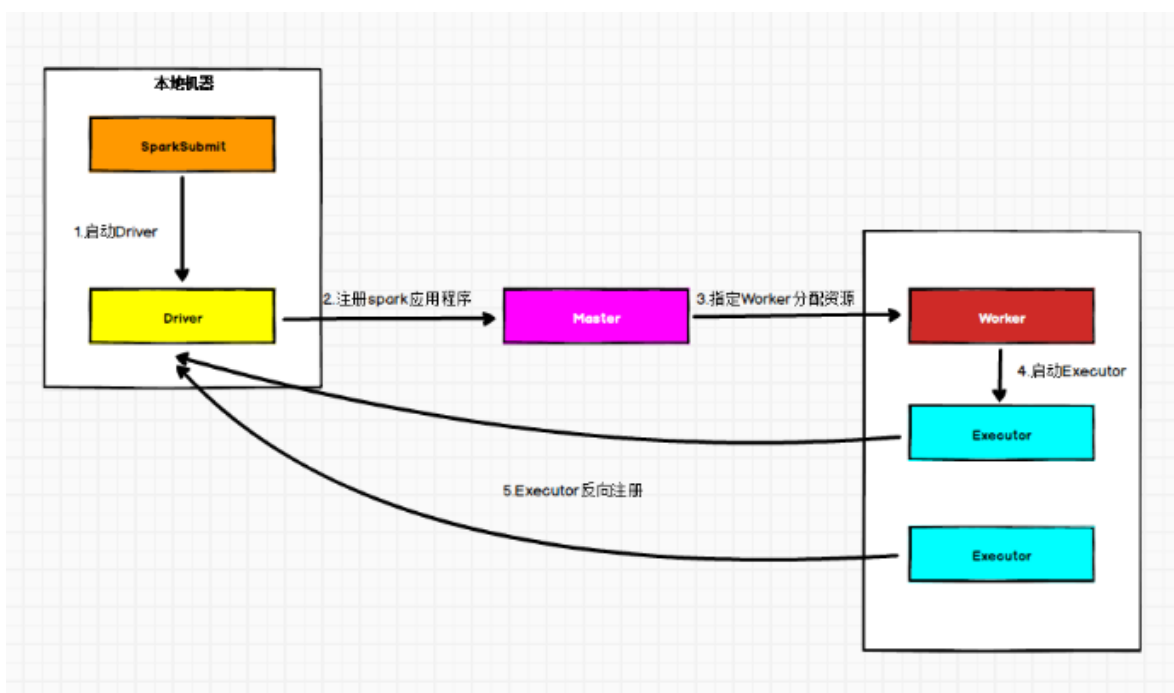 本地机器
SparkSubmit
1.启动Driver
Driver
2.注册spark应用程序
Master
3.指定Worker分配资源
Worker
4.启动Executor
Executor
5.Executor反向注册
Executor